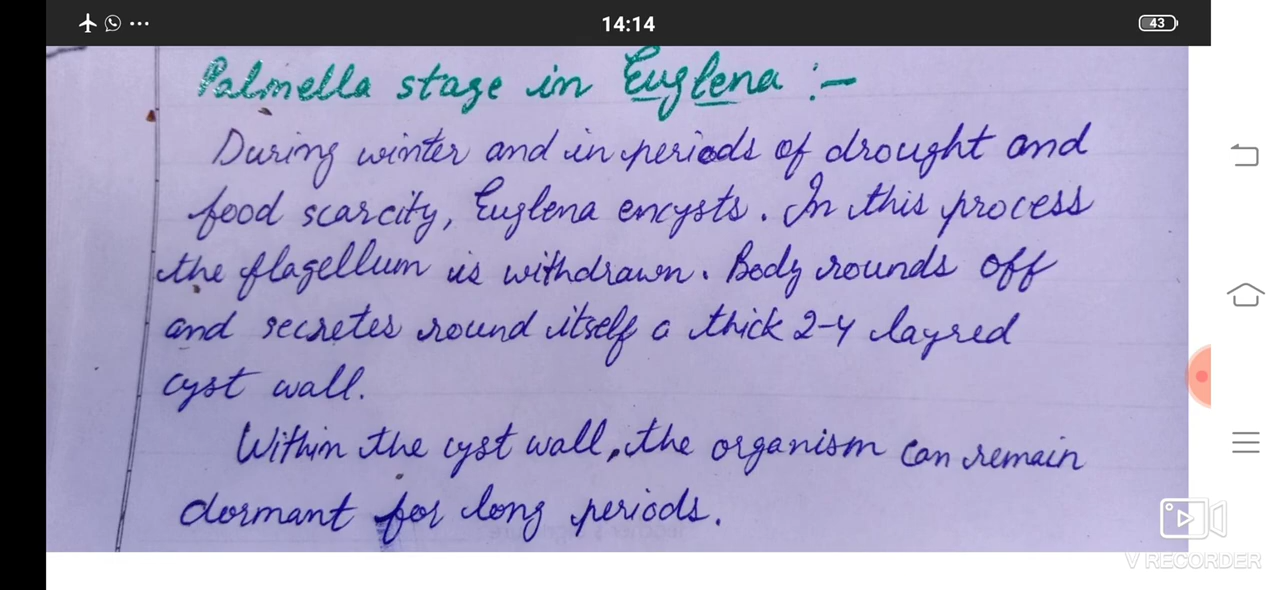 14:14
43
Palmella stage in Euglena :-
During winter and in periods of drought and
food scarcity, Euglena encysts. In this process
the flagellum is withdrawn. Body rounds off
and secretes round itself a thick 2-4 layred
cyst wall.
Within the cyst wall, the organism can remain
dormant for long periods.
V RECORDER